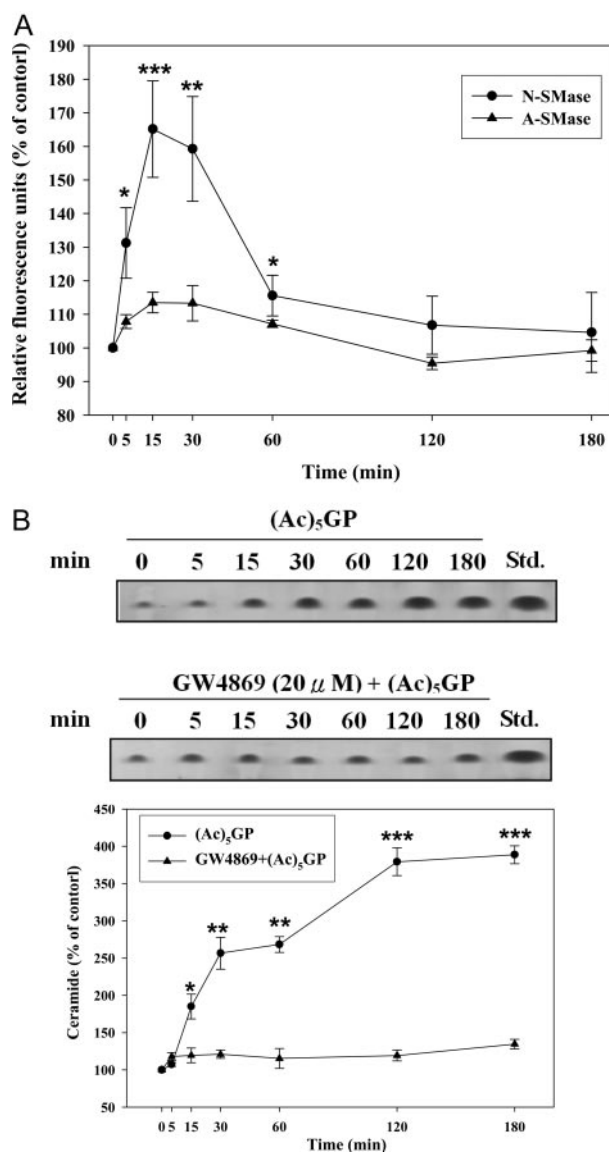 A
Relative fluorescence units (% of contorl)
190
180
170
160
150
140
130
120
110
100
90
80
***
**
*
*
N-SMase
A-SMase
0 5 15 30 60 120 180
Time (min)
B
(Ac)₅GP
min 0 5 15 30 60 120 180 Std.
GW4869 (20 μ M) + (Ac)₅GP
min 0 5 15 30 60 120 180 Std.
Ceramide (% of contorl)
450
400
350
300
250
200
150
100
50
(Ac)₅GP
GW4869+(Ac)₅GP
*
**
**
***
***
0 5 15 30 60 120 180
Time (min)